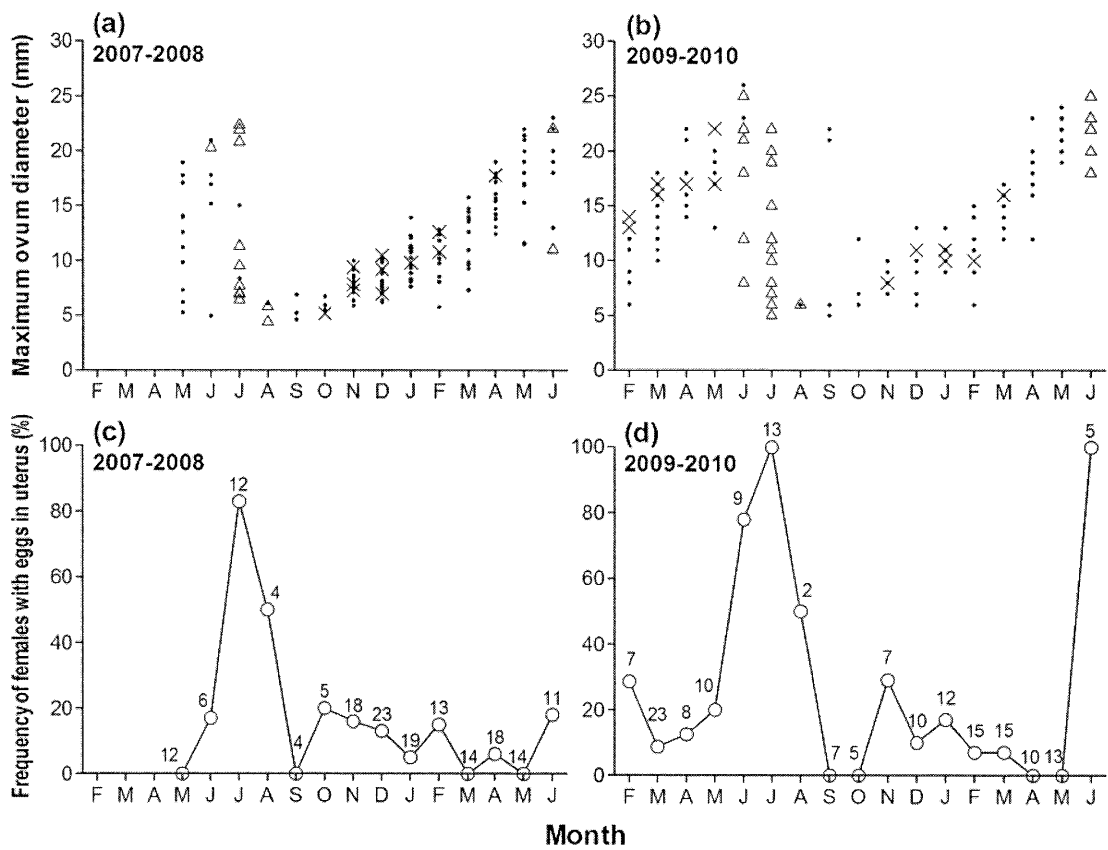 (a)
2007-2008
Maximum ovum diameter (mm)
30
25
20
15
10
5
0
F M A M J J A S O N D J F M A M J
(b)
2009-2010
30
25
20
15
10
5
0
F M A M J J A S O N D J F M A M J
(c)
2007-2008
Frequency of females with eggs in uterus (%)
100
80
60
40
20
0
12 6 12 4 4 5 18 23 19 13 14 18 14 11
F M A M J J A S O N D J F M A M J
(d)
2009-2010
100
80
60
40
20
0
7 23 8 10 9 13 2 7 5 7 10 12 15 15 10 13 5
F M A M J J A S O N D J F M A M J
Month